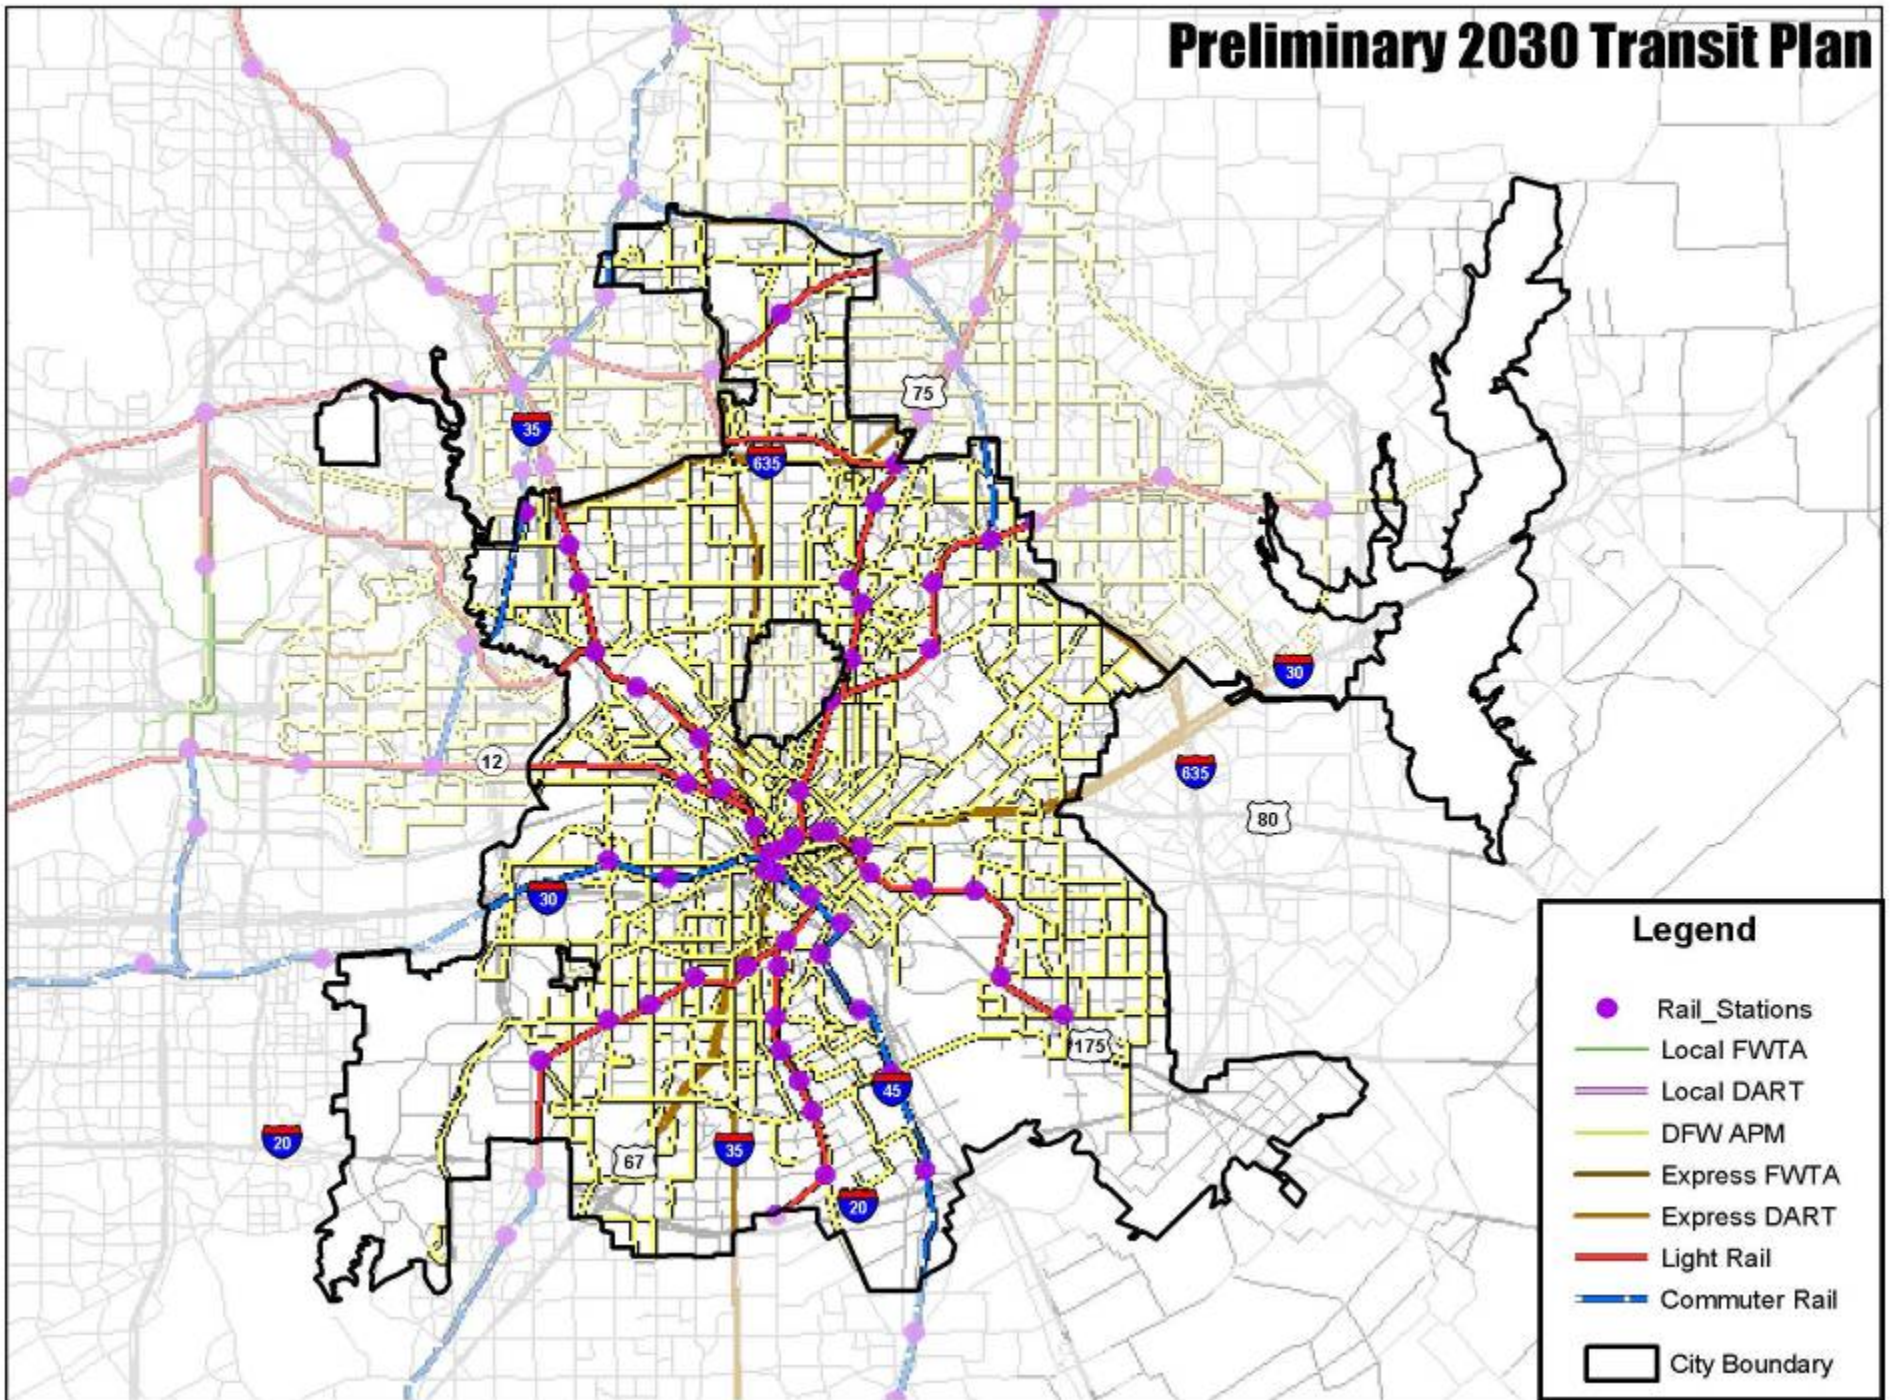 Preliminary 2030 Transit Plan
75
35
635
30
12
635
80
30
175
45
20
35
67
20
Legend
Rail_Stations
Local FWTA
Local DART
DFW APM
Express FWTA
Express DART
Light Rail
Commuter Rail
City Boundary